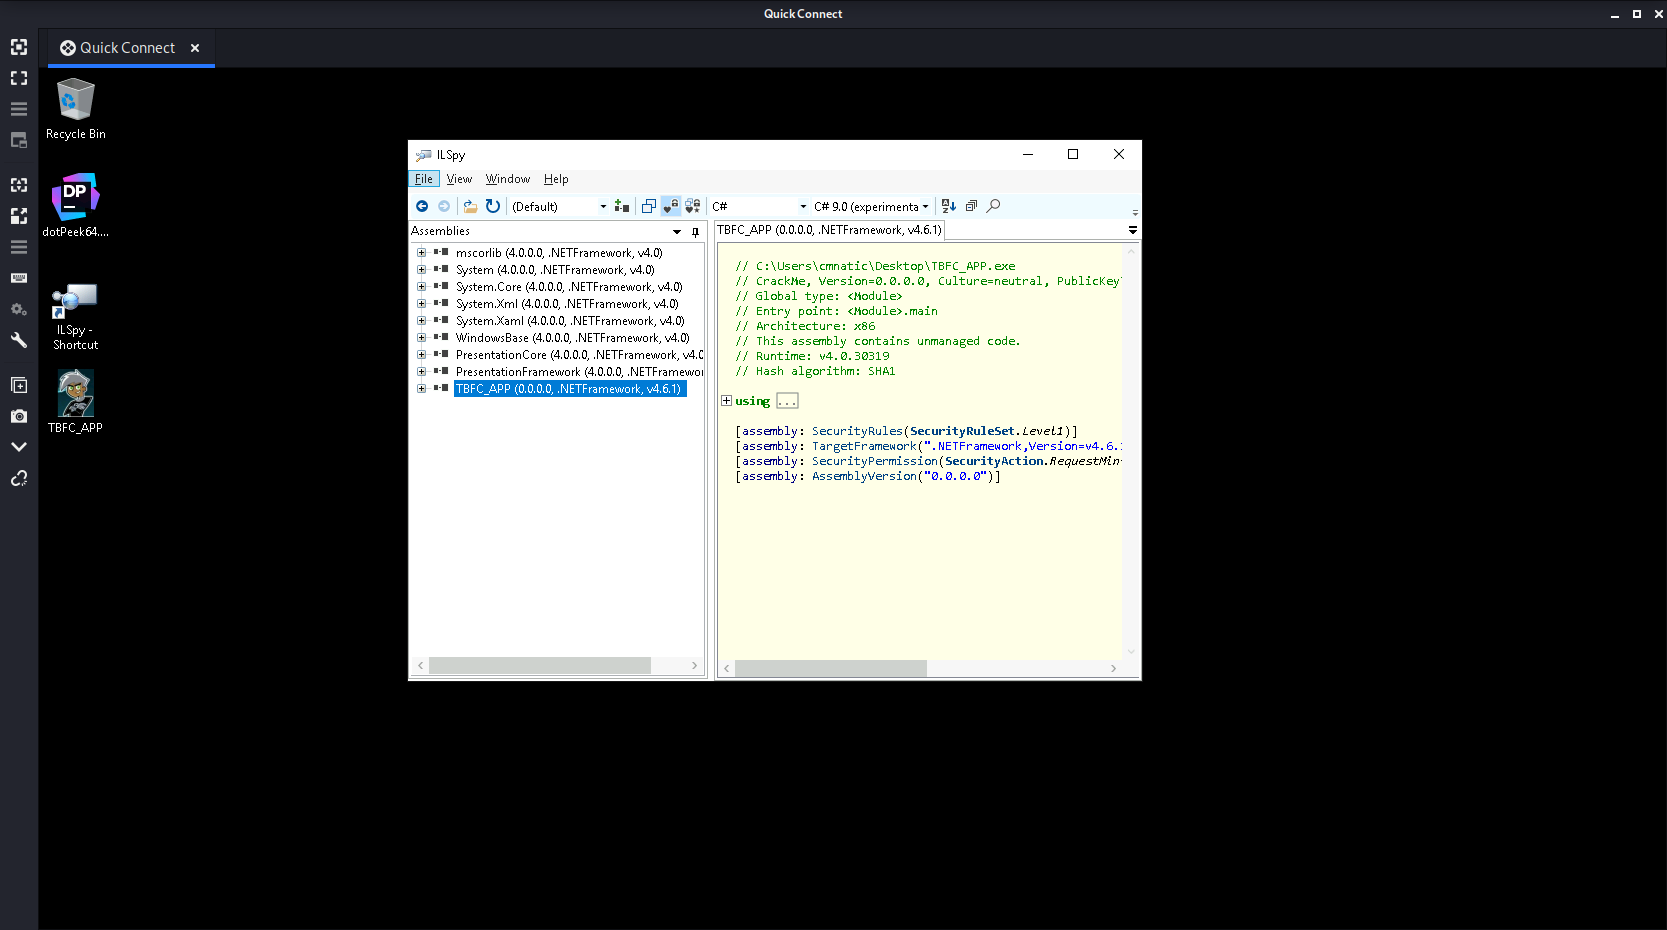 Quick Connect
Quick Connect
Recycle Bin
DP
dotPeek64....
ILSpy -
Shortcut
TBFC_APP
ILSpy
File View Window Help
(Default) C# C# 9.0 (experimenta
Assemblies
mscorlib (4.0.0.0, .NETFramework, v4.0)
System (4.0.0.0, .NETFramework, v4.0)
System.Core (4.0.0.0, .NETFramework, v4.0)
System.Xml (4.0.0.0, .NETFramework, v4.0)
System.Xaml (4.0.0.0, .NETFramework, v4.0)
WindowsBase (4.0.0.0, .NETFramework, v4.0)
PresentationCore (4.0.0.0, .NETFramework, v4.0
PresentationFramework (4.0.0.0, .NETFramewor
TBFC_APP (0.0.0.0, .NETFramework, v4.6.1)
TBFC_APP (0.0.0.0, .NETFramework, v4.6.1)
// C:\Users\cmnatic\Desktop\TBFC_APP.exe
// CrackMe, Version=0.0.0.0, Culture=neutral, PublicKey
// Global type: <Module>
// Entry point: <Module>.main
// Architecture: x86
// This assembly contains unmanaged code.
// Runtime: v4.0.30319
// Hash algorithm: SHA1
using ...
[assembly: SecurityRules(SecurityRuleSet.Level1)]
[assembly: TargetFramework(".NETFramework,Version=v4.6.
[assembly: SecurityPermission(SecurityAction.RequestMin
[assembly: AssemblyVersion("0.0.0.0")]